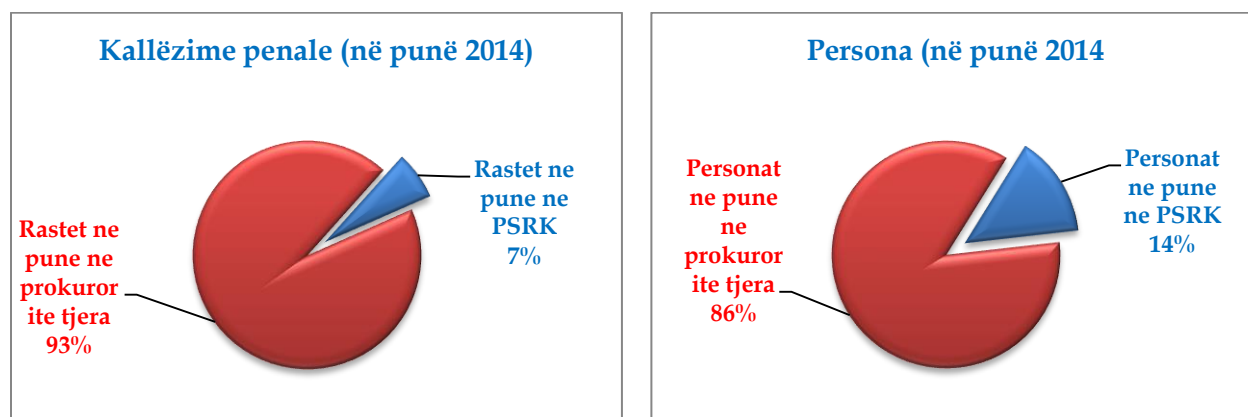 Kallëzime penale (në punë 2014)
Rastet ne
pune ne
PSRK
7%
Rastet ne
pune ne
prokuror
ite tjera
93%
Persona (në punë 2014
Personat
ne pune
ne
prokuror
ite tjera
86%
Personat
ne pune
ne PSRK
14%